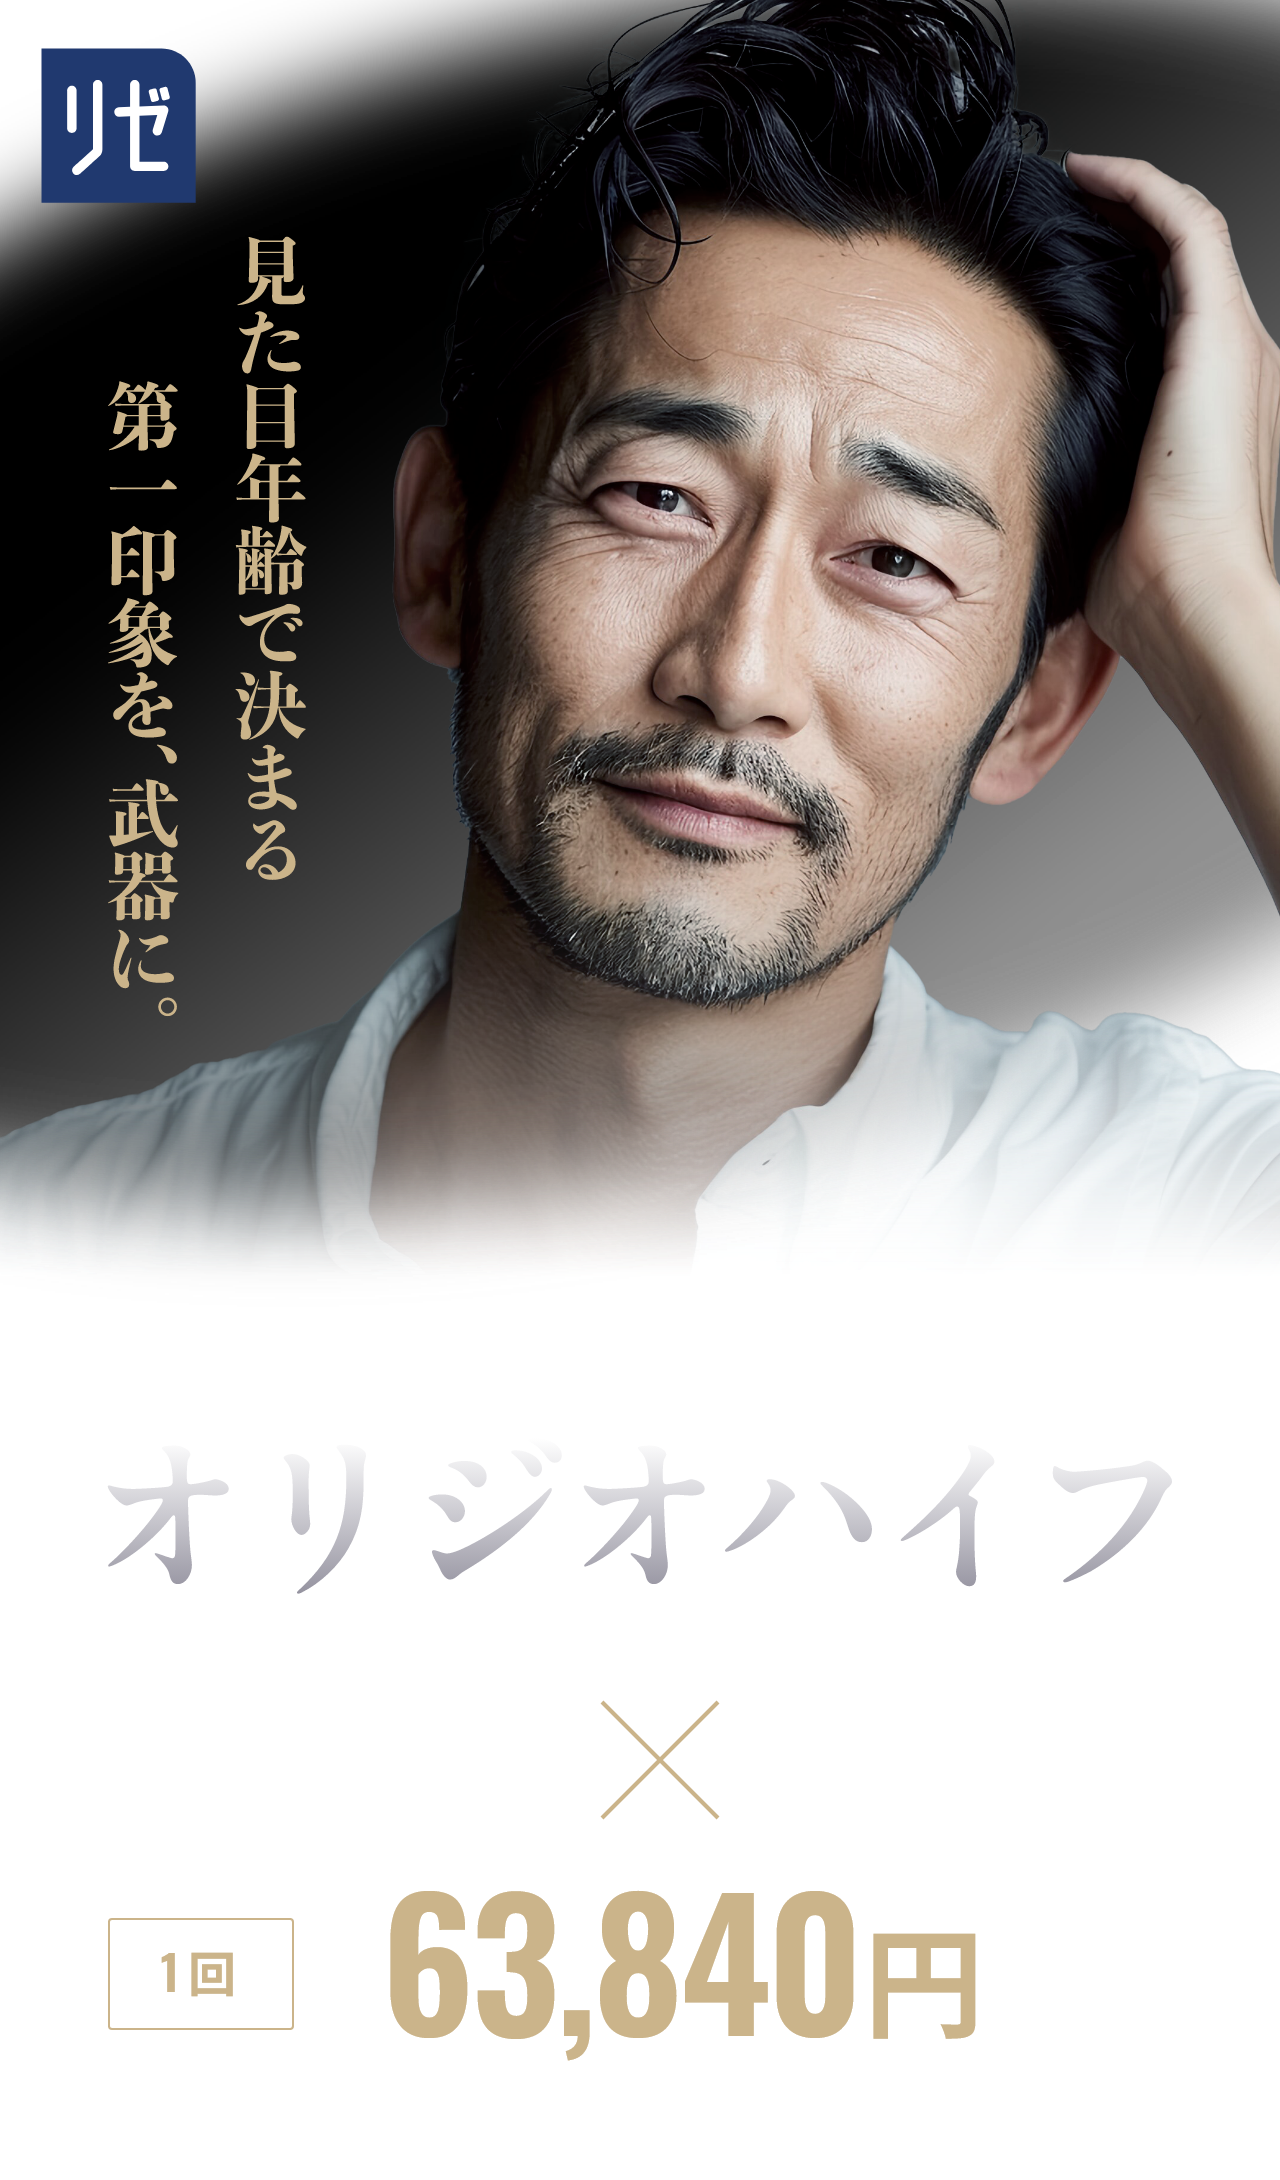 リゼ
見た目年齢で決まる
第一印象を、武器に。
オリジオハイフ
1回
63,840円